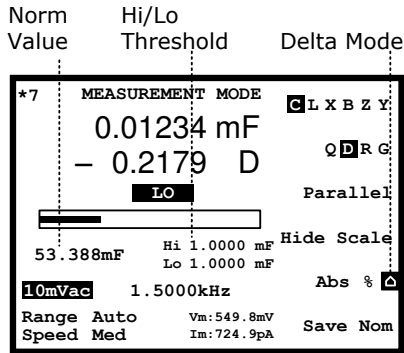 Norm Value
Hi/Lo Threshold
Delta Mode
*7 MEASUREMENT MODE
C L X B Z Y
0.01234 mF
– 0.2179 D
Q D R G
LO
Parallel
53.388mF
Hi 1.0000 mF
Lo 1.0000 mF
Hide Scale
10mVac 1.5000kHz
Abs % △
Range Auto
Speed Med
Vm:549.8mV
Im:724.9pA
Save Nom